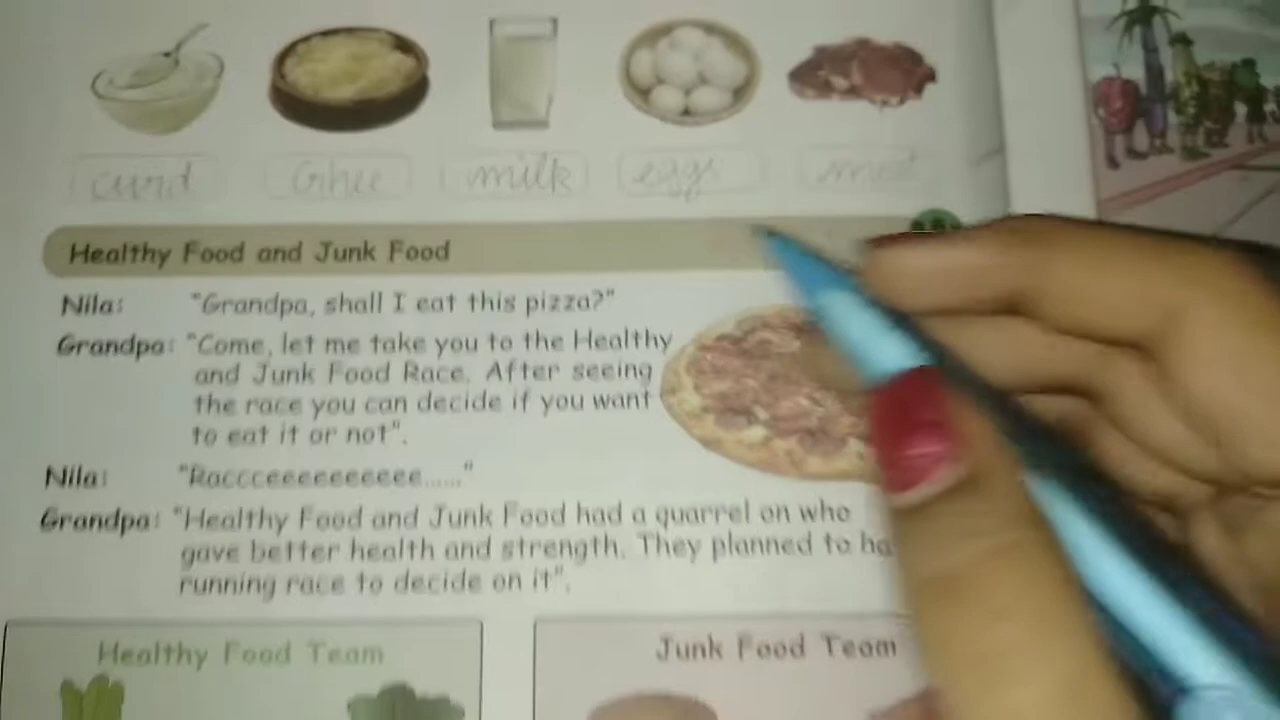 curd Ghee milk eggs
Healthy Food and Junk Food
Nila: "Grandpa, shall I eat this pizza?"
Grandpa: "Come, let me take you to the Healthy
and Junk Food Race. After seeing
the race you can decide if you want
to eat it or not".
Nila: "Raccceeeeeeeeeee......"
Grandpa: "Healthy Food and Junk Food had a quarrel on who
gave better health and strength. They planned to ha
running race to decide on it".
Healthy Food Team Junk Food Team